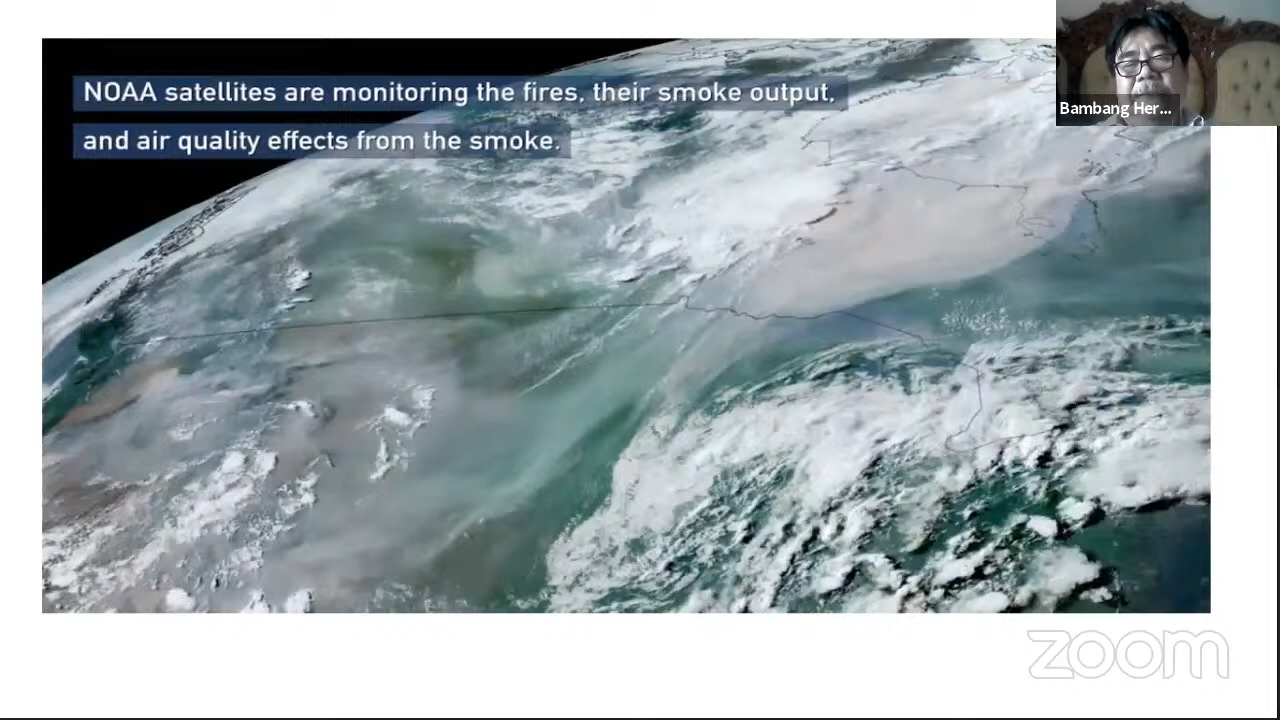 NOAA satellites are monitoring the fires, their smoke output,
and air quality effects from the smoke.
Bambang Her...
zoom